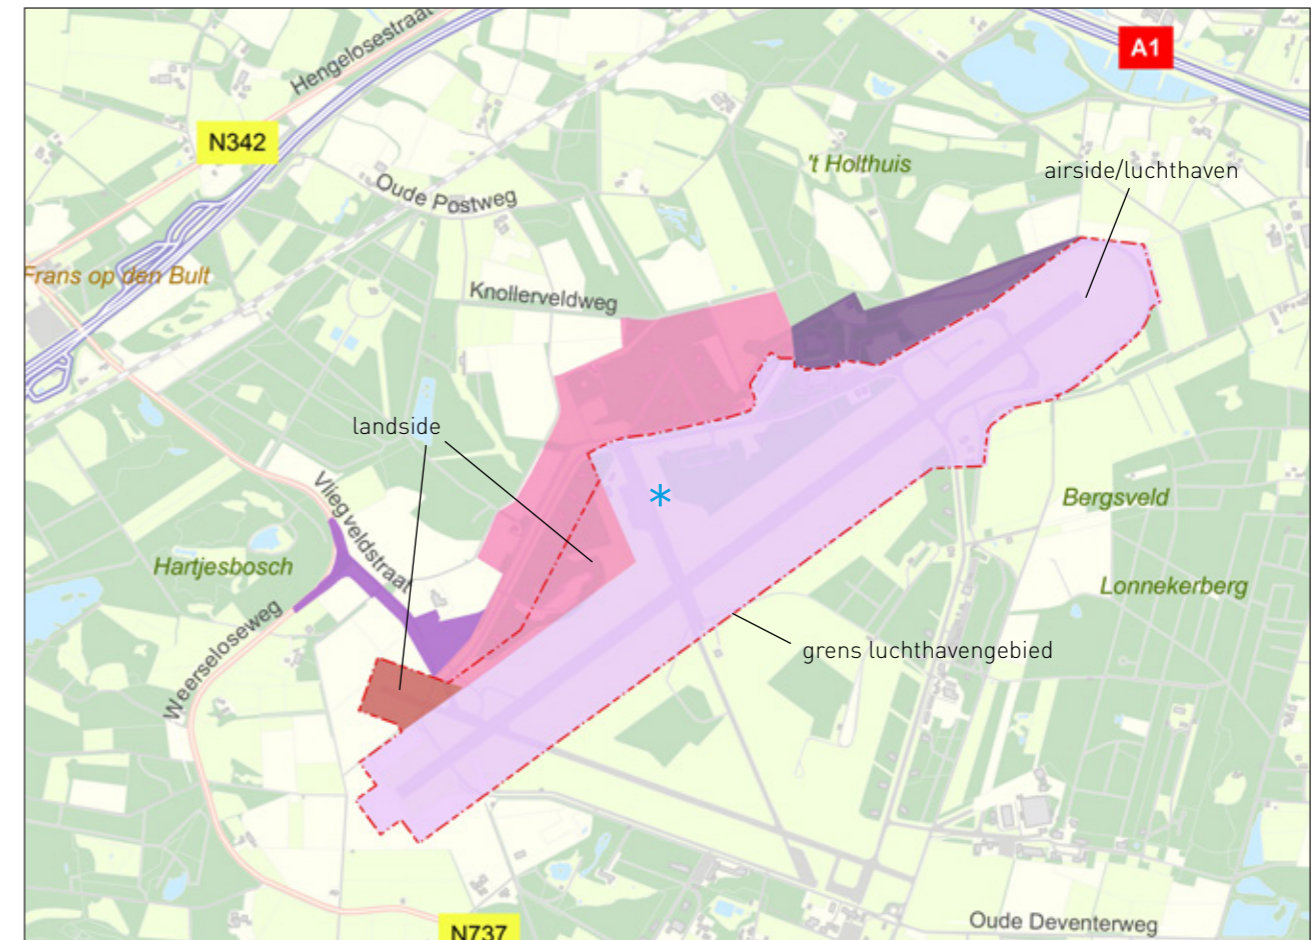 A1
Hengelosestraat
N342
't Holthuis
airside/luchthaven
Oude Postweg
Frans op den Bult
Knollerveldweg
landside
*
Vliegveldstraat
Bergsveld
Hartjesbosch
Lonnekerberg
Weerseloseweg
grens luchthavengebied
Oude Deventerweg
N737